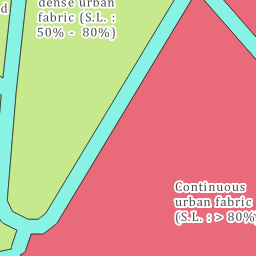 d
dense urban
fabric (S.L. :
50% - 80%)
Continuous
urban fabric
(S.L. : > 80%